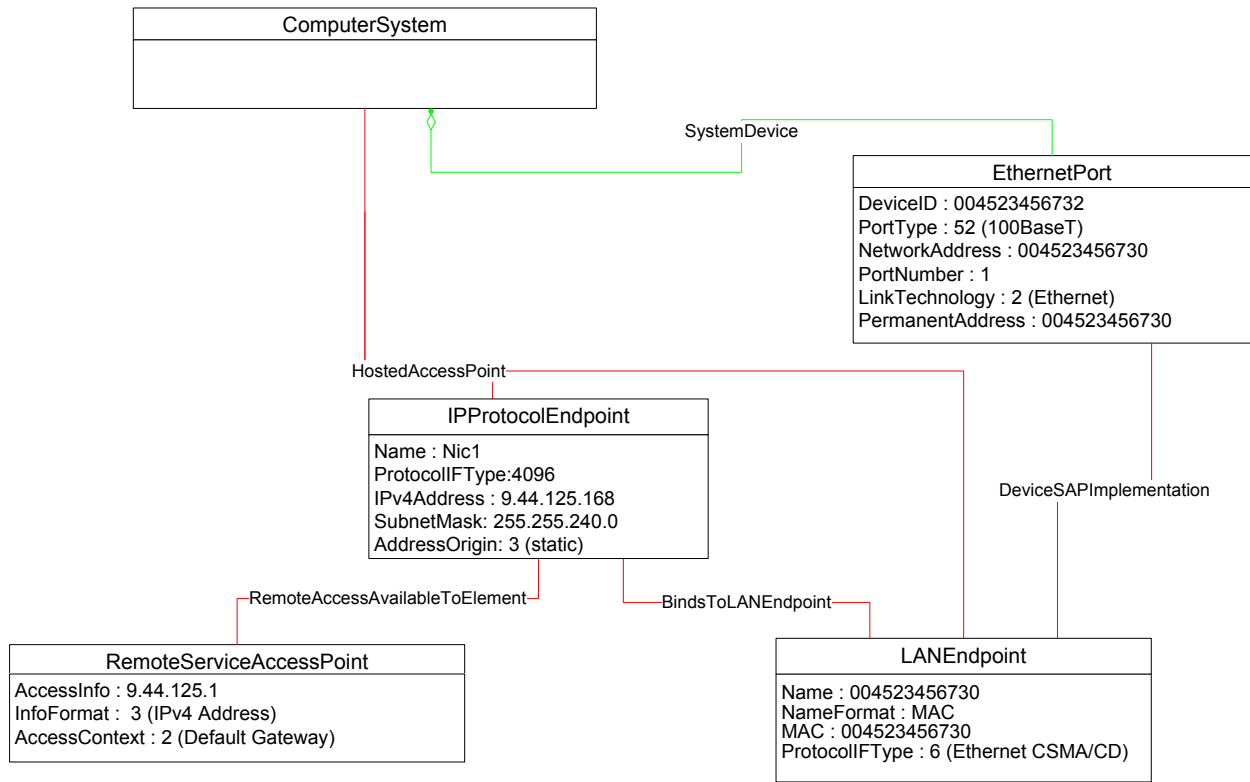 ComputerSystem
SystemDevice
EthernetPort
DeviceID : 004523456732
PortType : 52 (100BaseT)
NetworkAddress : 004523456730
PortNumber : 1
LinkTechnology : 2 (Ethernet)
PermanentAddress : 004523456730
HostedAccessPoint
IPProtocolEndpoint
Name : Nic1
ProtocolIFType:4096
IPv4Address : 9.44.125.168
SubnetMask: 255.255.240.0
AddressOrigin: 3 (static)
DeviceSAPImplementation
RemoteAccessAvailableToElement
BindsToLANEndpoint
RemoteServiceAccessPoint
AccessInfo : 9.44.125.1
InfoFormat :  3 (IPv4 Address)
AccessContext : 2 (Default Gateway)
LANEndpoint
Name : 004523456730
NameFormat : MAC
MAC : 004523456730
ProtocolIFType : 6 (Ethernet CSMA/CD)